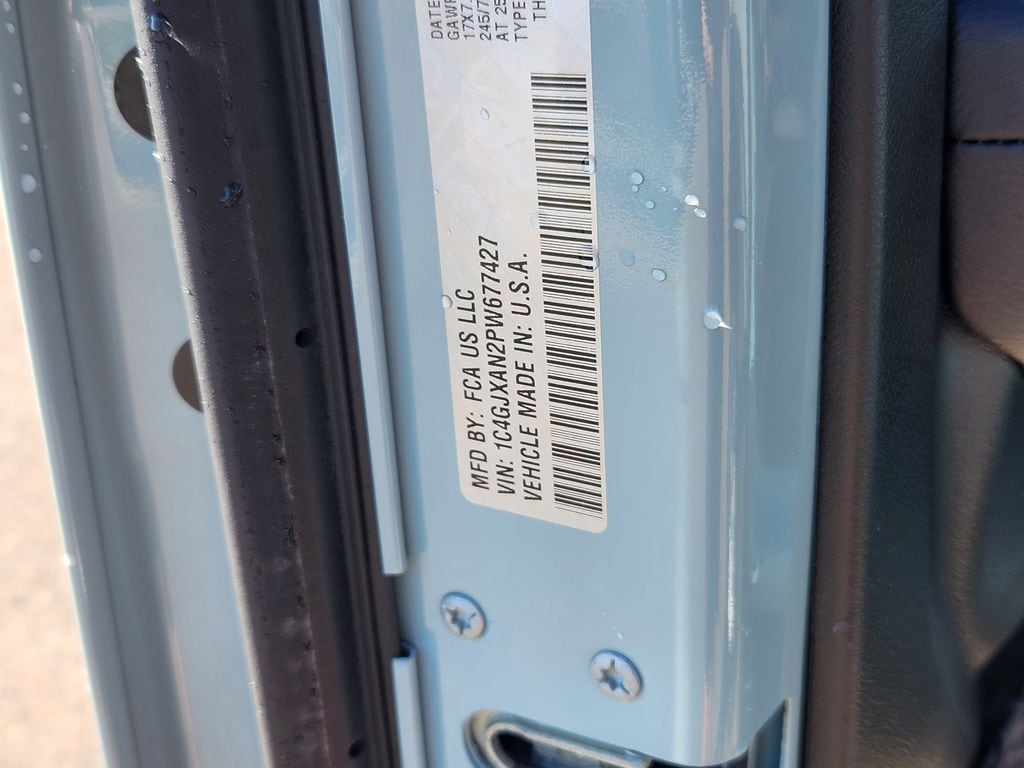 MFD BY: FCA US LLC
VIN: 1C4GJXAN2PW677427
VEHICLE MADE IN: U.S.A.
DATE
GAWR
17X7.
245/7
AT 25
TYPE
TH